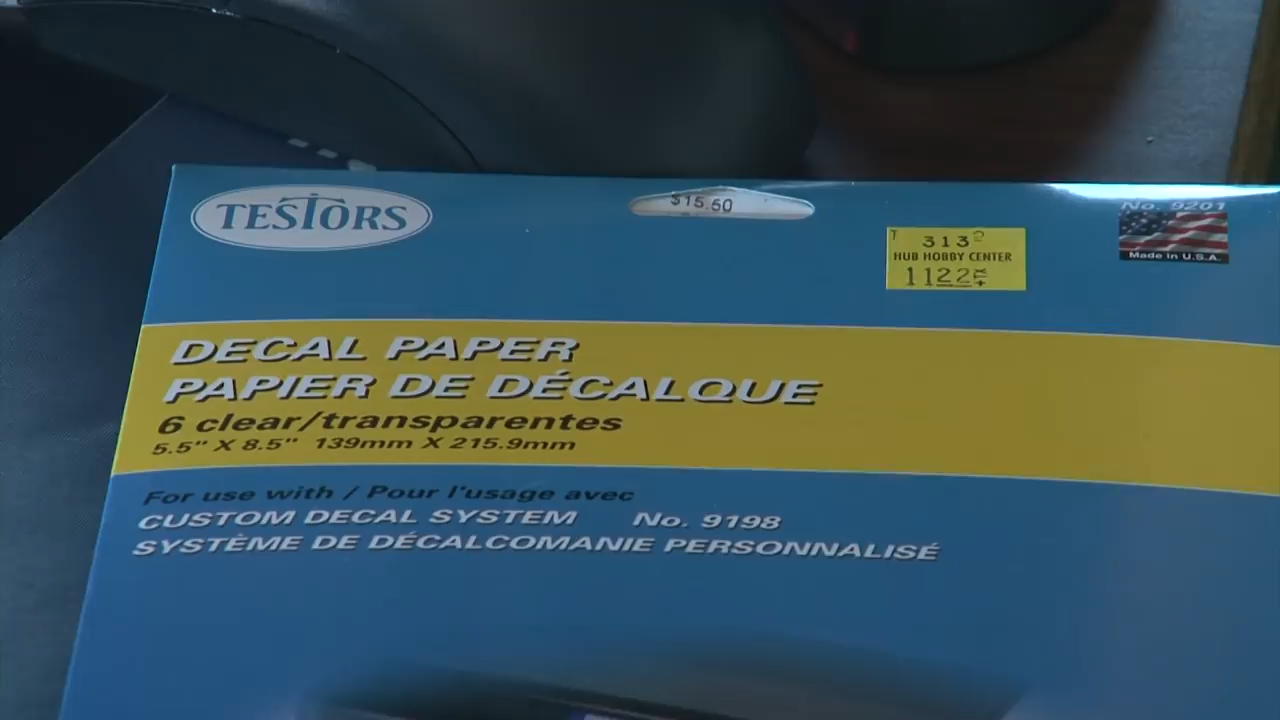 TESTORS
$15.50
313
HUB HOBBY CENTER
1122
No. 9201
Made in U.S.A.
DECAL PAPER
PAPIER DE DÉCALQUE
6 clear/transparentes
5.5" X 8.5" 139mm X 215.9mm
For use with / Pour l'usage avec
CUSTOM DECAL SYSTEM No. 9198
SYSTÈME DE DÉCALCOMANIE PERSONNALISÉ